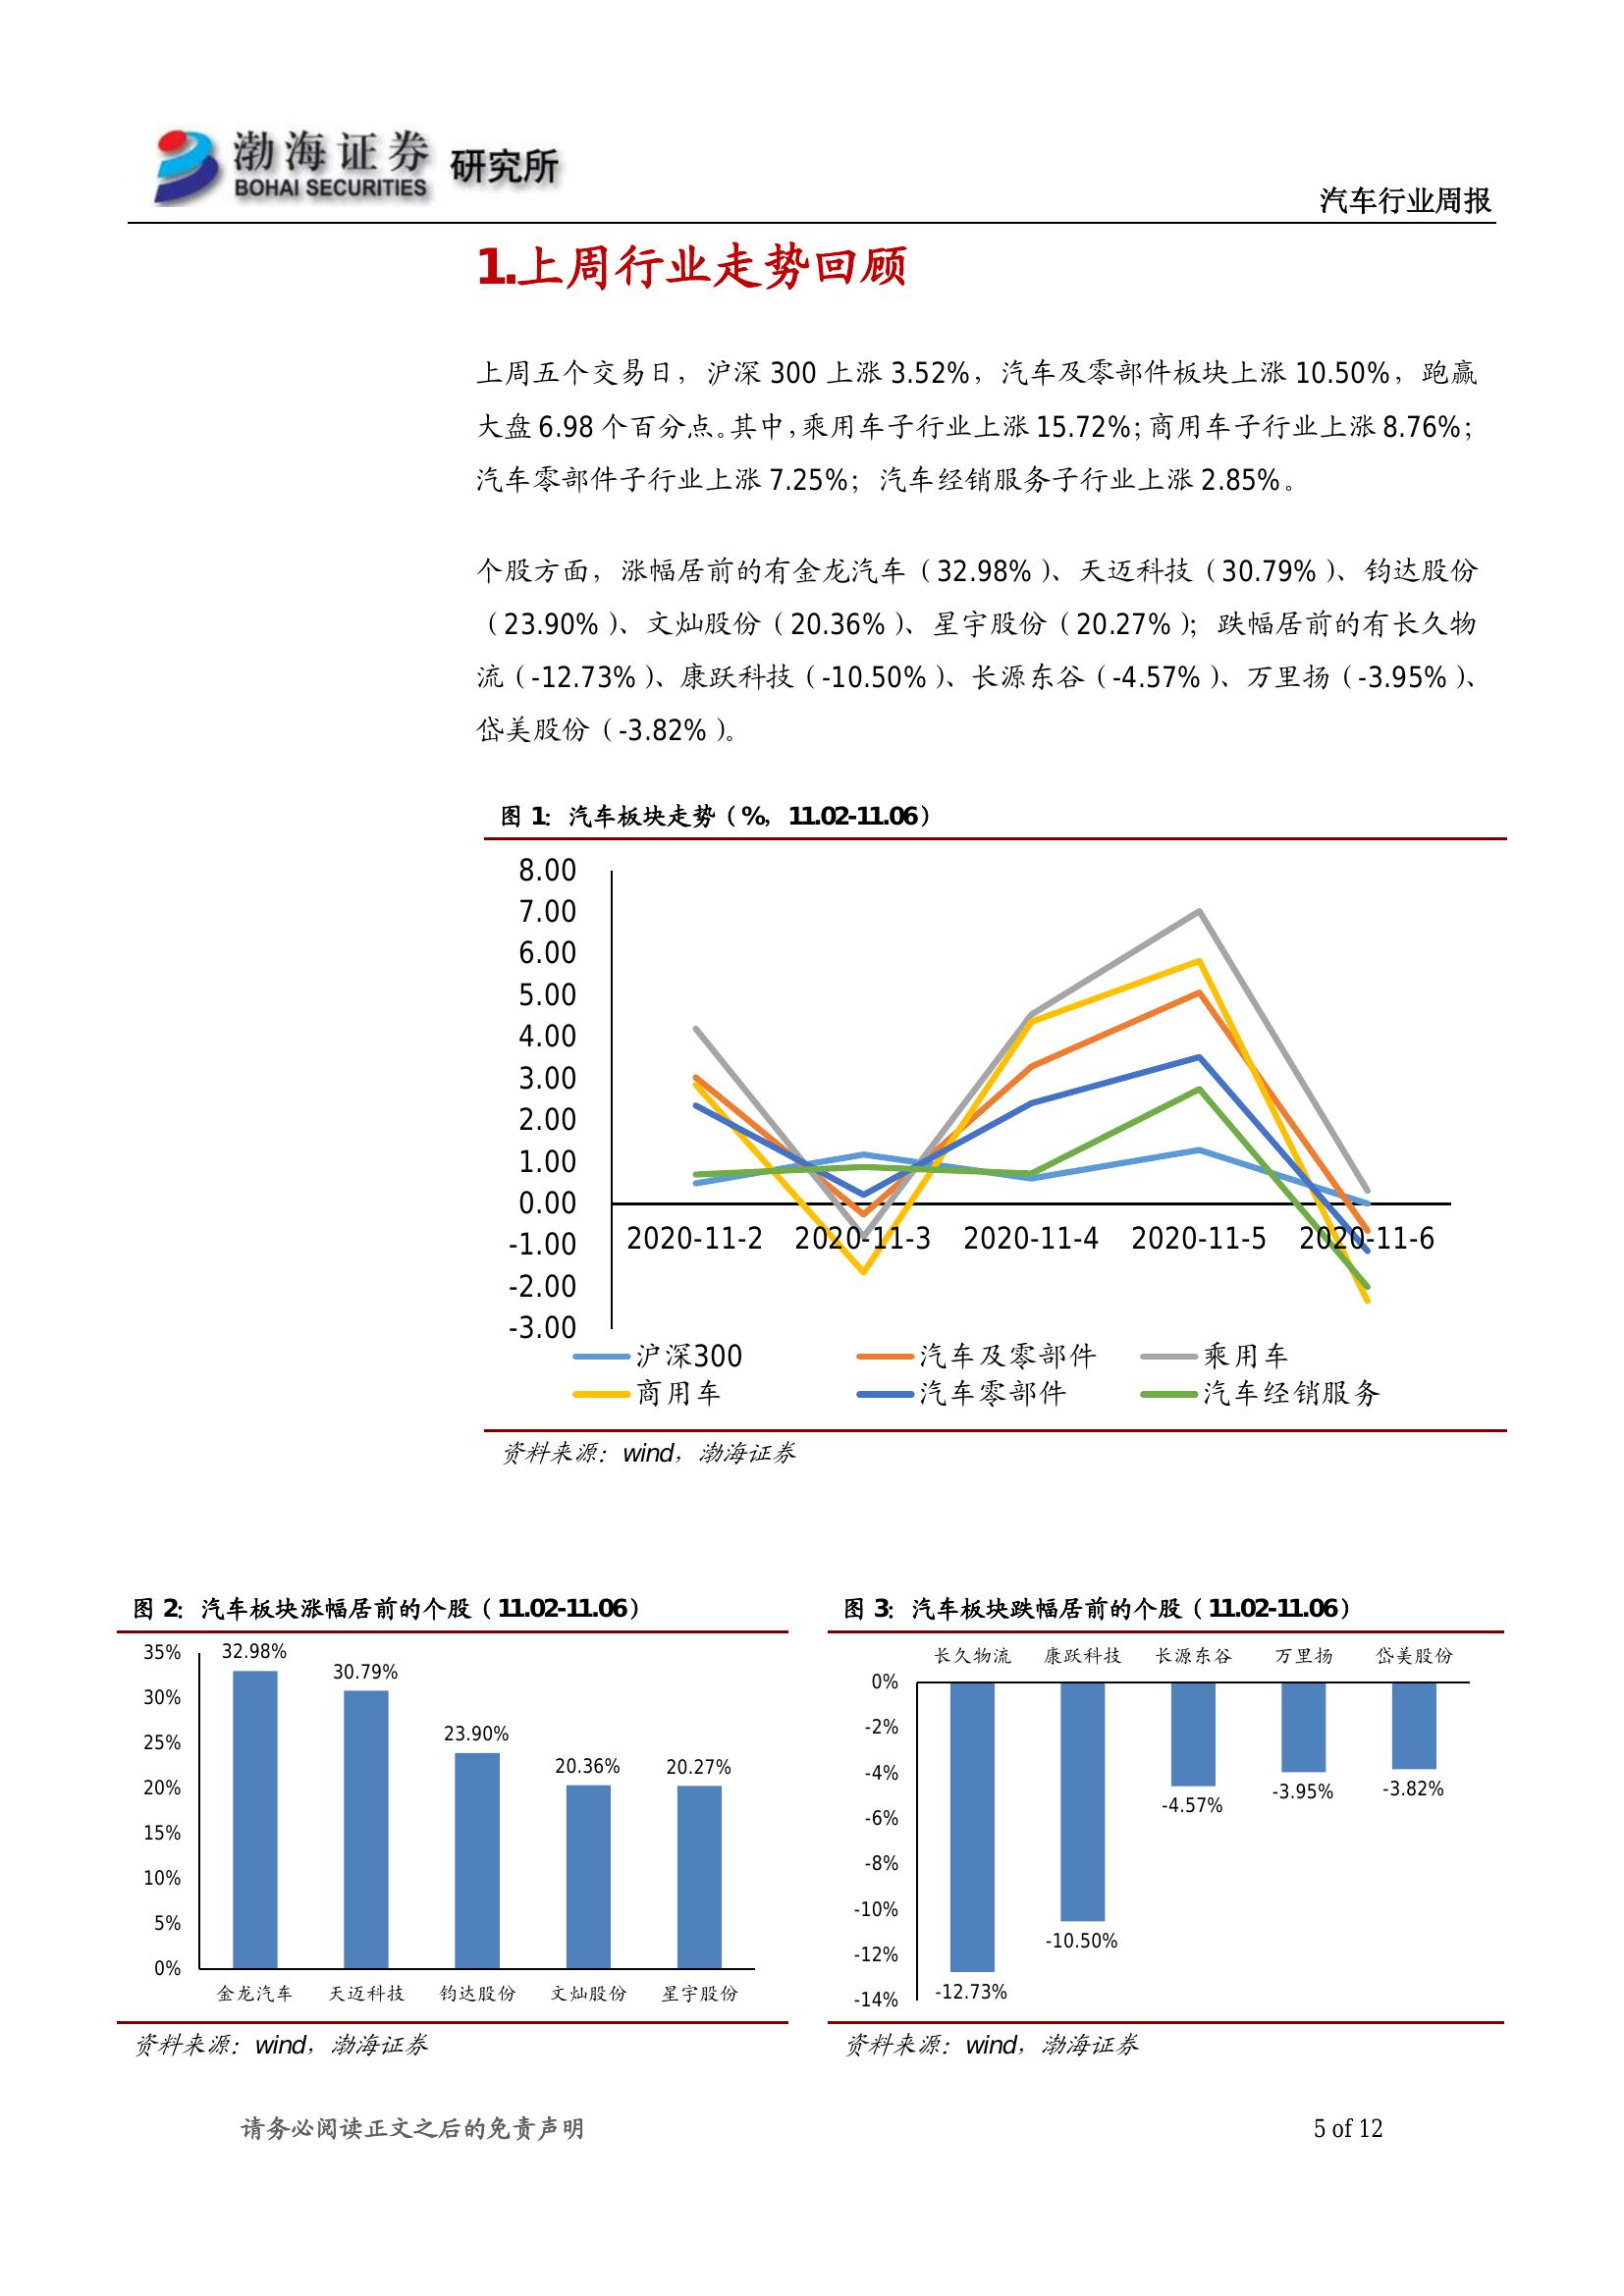 渤海证券 研究所
BOHAI SECURITIES
汽车行业周报
1.上周行业走势回顾
上周五个交易日，沪深 300 上涨 3.52%，汽车及零部件板块上涨 10.50%，跑赢
大盘 6.98 个百分点。其中，乘用车子行业上涨 15.72%；商用车子行业上涨 8.76%；
汽车零部件子行业上涨 7.25%；汽车经销服务子行业上涨 2.85%。
个股方面，涨幅居前的有金龙汽车（32.98%）、天迈科技（30.79%）、钧达股份
（23.90%）、文灿股份（20.36%）、星宇股份（20.27%）；跌幅居前的有长久物
流（-12.73%）、康跃科技（-10.50%）、长源东谷（-4.57%）、万里扬（-3.95%）、
岱美股份（-3.82%）。
图 1：汽车板块走势（%，11.02-11.06）
8.00
7.00
6.00
5.00
4.00
3.00
2.00
1.00
0.00
-1.00
-2.00
-3.00
2020-11-2 2020-11-3 2020-11-4 2020-11-5 2020-11-6
沪深300 汽车及零部件 乘用车
商用车 汽车零部件 汽车经销服务
资料来源：wind，渤海证券
图 2：汽车板块涨幅居前的个股（11.02-11.06）
35%
30%
25%
20%
15%
10%
5%
0%
32.98%
30.79%
23.90%
20.36%
20.27%
金龙汽车 天迈科技 钧达股份 文灿股份 星宇股份
资料来源：wind，渤海证券
图 3：汽车板块跌幅居前的个股（11.02-11.06）
长久物流 康跃科技 长源东谷 万里扬 岱美股份
0%
-2%
-4%
-6%
-8%
-10%
-12%
-14%
-12.73%
-10.50%
-4.57%
-3.95%
-3.82%
资料来源：wind，渤海证券
请务必阅读正文之后的免责声明
5 of 12